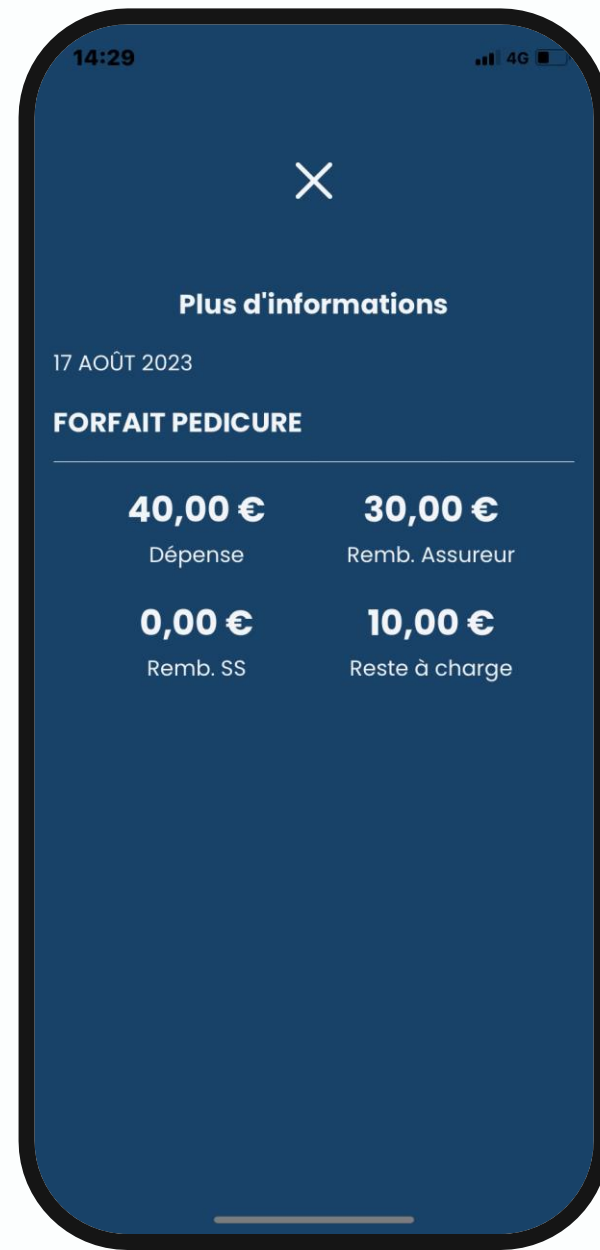 14:29 4G
Plus d'informations
17 AOÛT 2023
FORFAIT PEDICURE
40,00 € 30,00 €
Dépense Remb. Assureur
0,00 € 10,00 €
Remb. SS Reste à charge